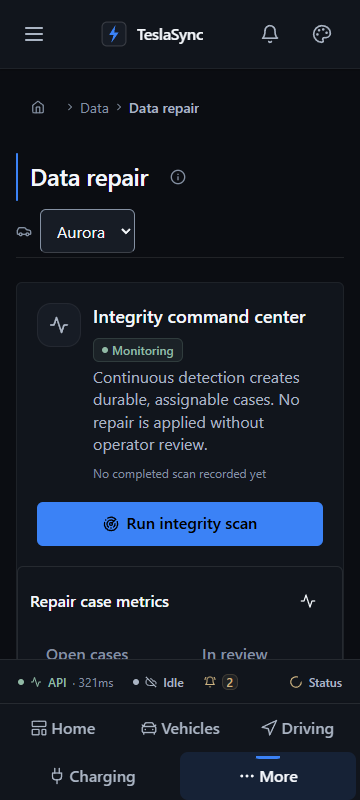 TeslaSync
Data
Data repair
Data repair
Aurora
Integrity command center
Monitoring
Continuous detection creates
durable, assignable cases. No
repair is applied without
operator review.
No completed scan recorded yet
Run integrity scan
Repair case metrics
Open cases
In review
API · 321ms
Idle
2
Status
Home
Vehicles
Driving
Charging
More